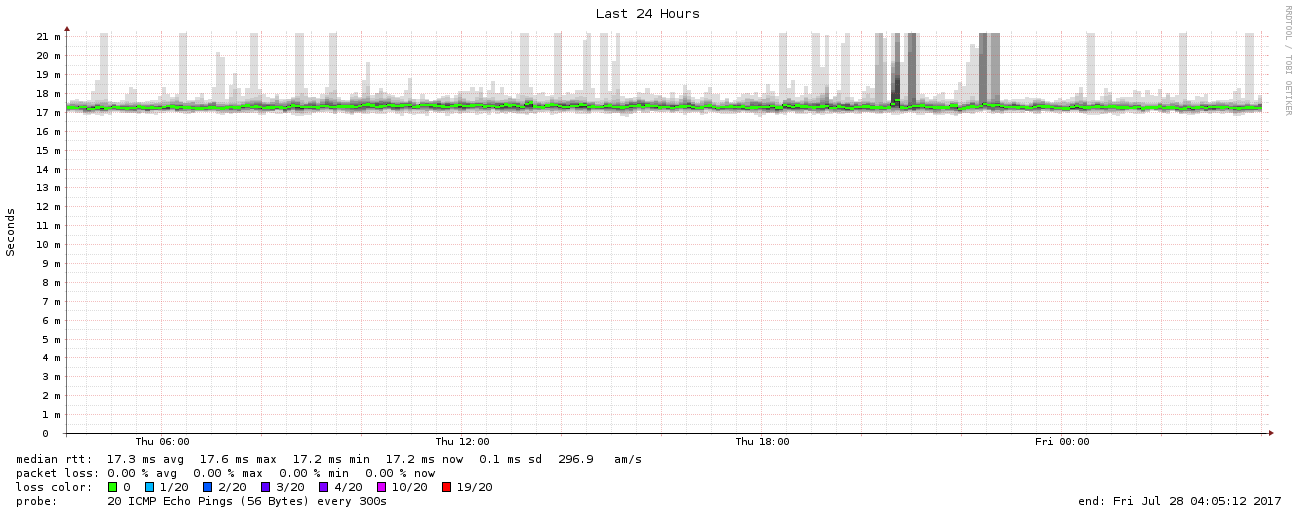 Last 24 Hours
RRDTOOL / TOBI OETIKER
21 m
20 m
19 m
18 m
17 m
16 m
15 m
14 m
13 m
12 m
11 m
10 m
9 m
8 m
7 m
6 m
5 m
4 m
3 m
2 m
1 m
0
Seconds
Thu 06:00 Thu 12:00 Thu 18:00 Fri 00:00
median rtt: 17.3 ms avg 17.6 ms max 17.2 ms min 17.2 ms now 0.1 ms sd 296.9 am/s
packet loss: 0.00 % avg 0.00 % max 0.00 % min 0.00 % now
loss color: 0 1/20 2/20 3/20 4/20 10/20 19/20
probe: 20 ICMP Echo Pings (56 Bytes) every 300s end: Fri Jul 28 04:05:12 2017